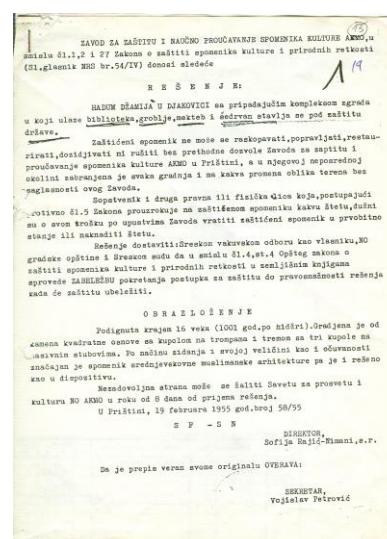 (13)
19
ZAVOD ZA ZAŠTITU I NAUČNO PROUČAVANJE SPOMENIKA KULTURE AKMO,u
smislu čl.1,2 i 27 Zakona o zaštiti spomenika kulture i prirodnih retkosti
(Sl.glasnik NRS br.54/IV) donosi sledeće
R E Š E N J E:
HADUM DŽAMIJA U DJAKOVICI sa pripadajućim kompleksom zgrada
u koji ulaze biblioteka,groblje,mekteb i šedrvan stavlja se pod zaštitu
države.
Zaštićeni spomenik ne može se raskopavati,popravljati,restau-
rirati,dozidjivati ni rušiti bez prethodne dozvole Zavoda za zaptitu i
proučavanje spomenika kulture AKMO u Prištini, a u njegovoj neposrednoj
okolini zabranjena je svaka gradnja i ma kakva promena oblika terena bez
saglasnosti ovog Zavoda.
Sopstvenik i druga pravna ili fizička lica koja,postupajući
protivno čl.5 Zakona prouzrokuje na zaštićenom spomeniku kakvu štetu,dužni
su o svom trošku po upustvima Zavoda vratiti zaštićeni spomenik u prvobitno
stanje ili naknaditi štetu.
Rešenje dostaviti:Sreskom vakuvskom odboru kao vlasniku,NO
gradske opštine i Sreskom sudu da u smislu čl.4,st.4 Opšteg zakona o
zaštiti spomenika kulture i prirodnih retkosti u zemljišnim knjigama
sprovede ZABELEŽBU pokretanja postupka za zaštitu do pravosnažnosti rešenja
kada će zaštitu ubeležiti.
O B R A Z L O Ž E N J E
Podignuta krajem 16 veka (1001 god.po hidžri).Gradjena je od
kamena kvadratne osnove sa kupolom na trompama i tremom sa tri kupole na
masivnim stubovima. Po načinu zidanja i svojoj veličini kao i očuvanosti
značajan je spomenik srednjevekovne muslimanske arhitekture pa je i rešeno
kao u dispozitivu.
Nezadovoljna strana može se žaliti Savetu za prosvetu i
kulturu NO AKMO u roku od 8 dana od prijema rešenja.
U Prištini, 19 februara 1955 god.broj 58/55
S F - S N
DIREKTOR,
Sofija Rajić-Nimani,s.r.
Da je prepis veran svome originalu OVERAVA:
SEKRETAR,
Vojislav Petrović